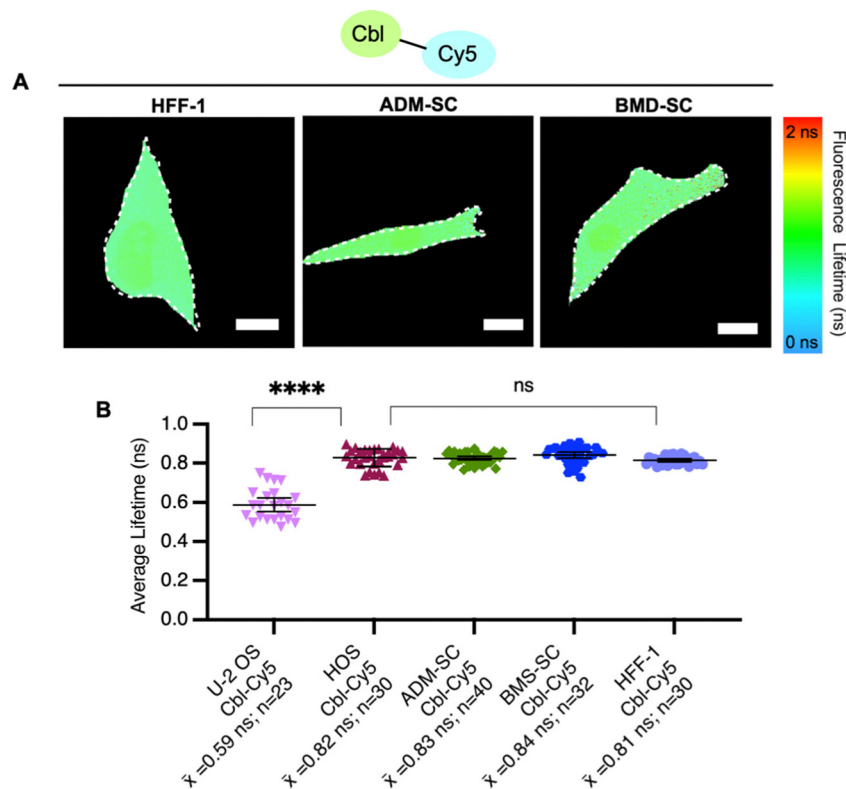 Cbl
Cy5
A
HFF-1
ADM-SC
BMD-SC
2 ns
0 ns
Fluorescence Lifetime (ns)
B
****
ns
Average Lifetime (ns)
1.0
0.8
0.6
0.4
0.2
0.0
U-2 OS
Cbl-Cy5
x̄ =0.59 ns; n=23
HOS
Cbl-Cy5
x̄ =0.82 ns; n=30
ADM-SC
Cbl-Cy5
x̄ =0.83 ns; n=40
BMS-SC
Cbl-Cy5
x̄ =0.84 ns; n=32
HFF-1
Cbl-Cy5
x̄ =0.81 ns; n=30